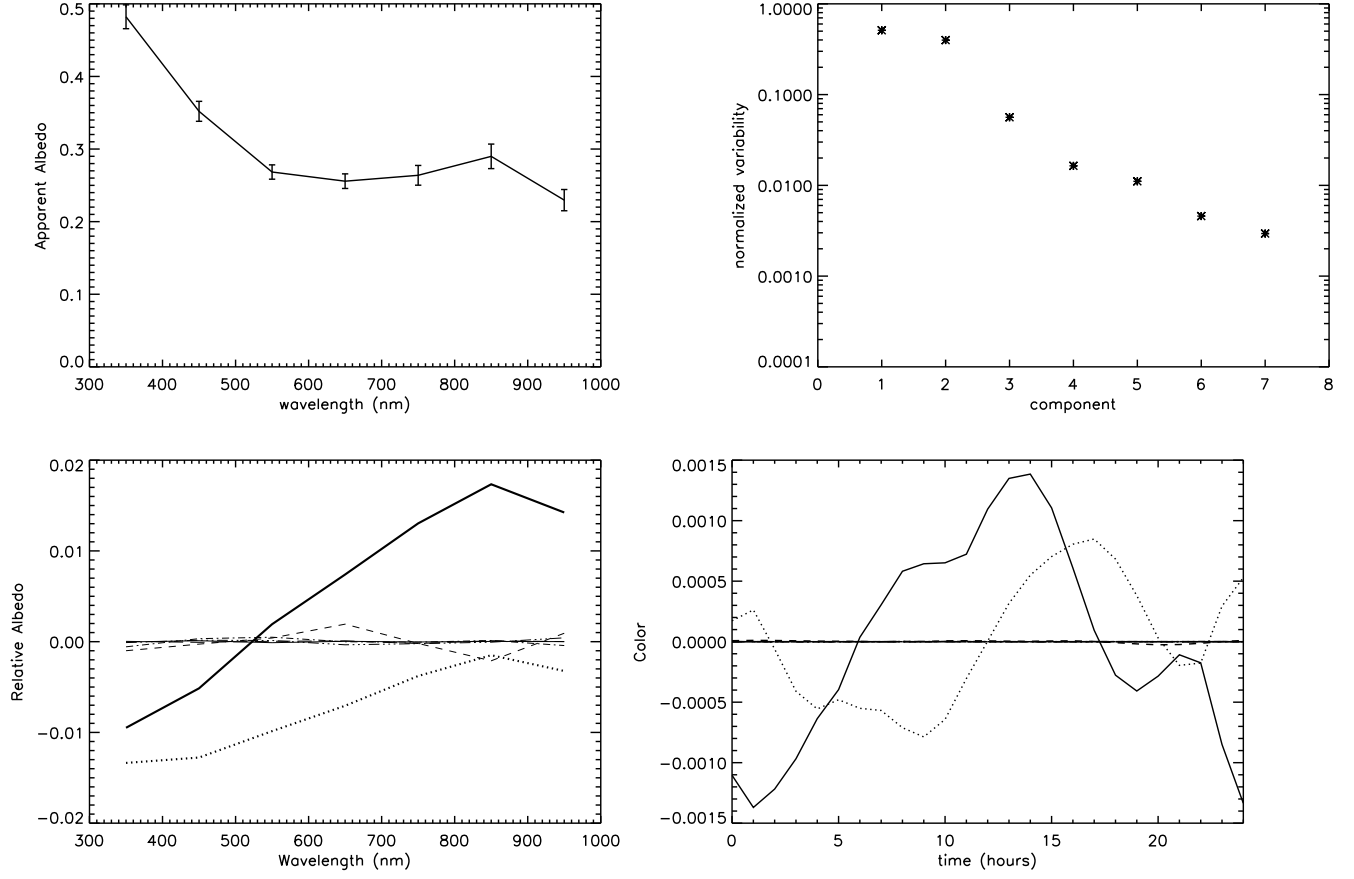 0.5
0.4
0.3
0.2
0.1
0.0
Apparent Albedo
300 400 500 600 700 800 900 1000
wavelength (nm)
1.0000
0.1000
0.0100
0.0010
0.0001
normalized variability
0 1 2 3 4 5 6 7 8
component
0.02
0.01
0.00
−0.01
−0.02
Relative Albedo
300 400 500 600 700 800 900 1000
Wavelength (nm)
0.0015
0.0010
0.0005
0.0000
−0.0005
−0.0010
−0.0015
Color
0 5 10 15 20
time (hours)